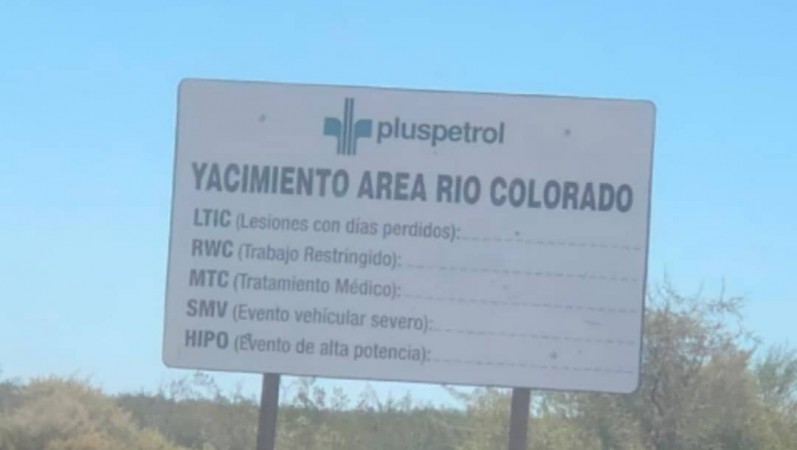 pluspetrol
YACIMIENTO AREA RIO COLORADO
LTIC (Lesiones con días perdidos):
RWC (Trabajo Restringido):
MTC (Tratamiento Médico):
SMV (Evento vehicular severo):
HIPO (Evento de alta potencia):